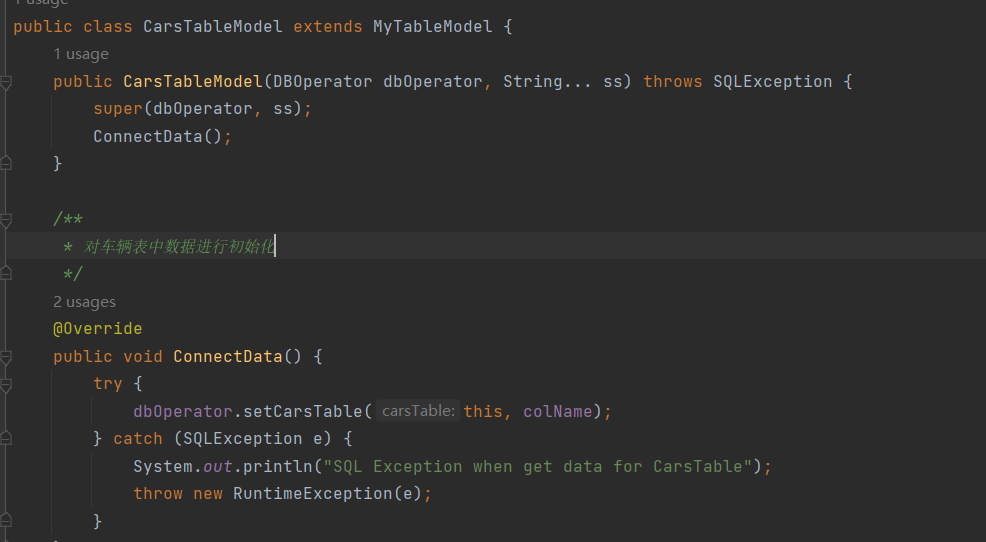 1 usage
public class CarsTableModel extends MyTableModel {
1 usage
public CarsTableModel(DBOperator dbOperator, String... ss) throws SQLException {
super(dbOperator, ss);
ConnectData();
}
/**
* 对车辆表中数据进行初始化
*/
2 usages
@Override
public void ConnectData() {
try {
dbOperator.setCarsTable( carsTable: this, colName);
} catch (SQLException e) {
System.out.println("SQL Exception when get data for CarsTable");
throw new RuntimeException(e);
}